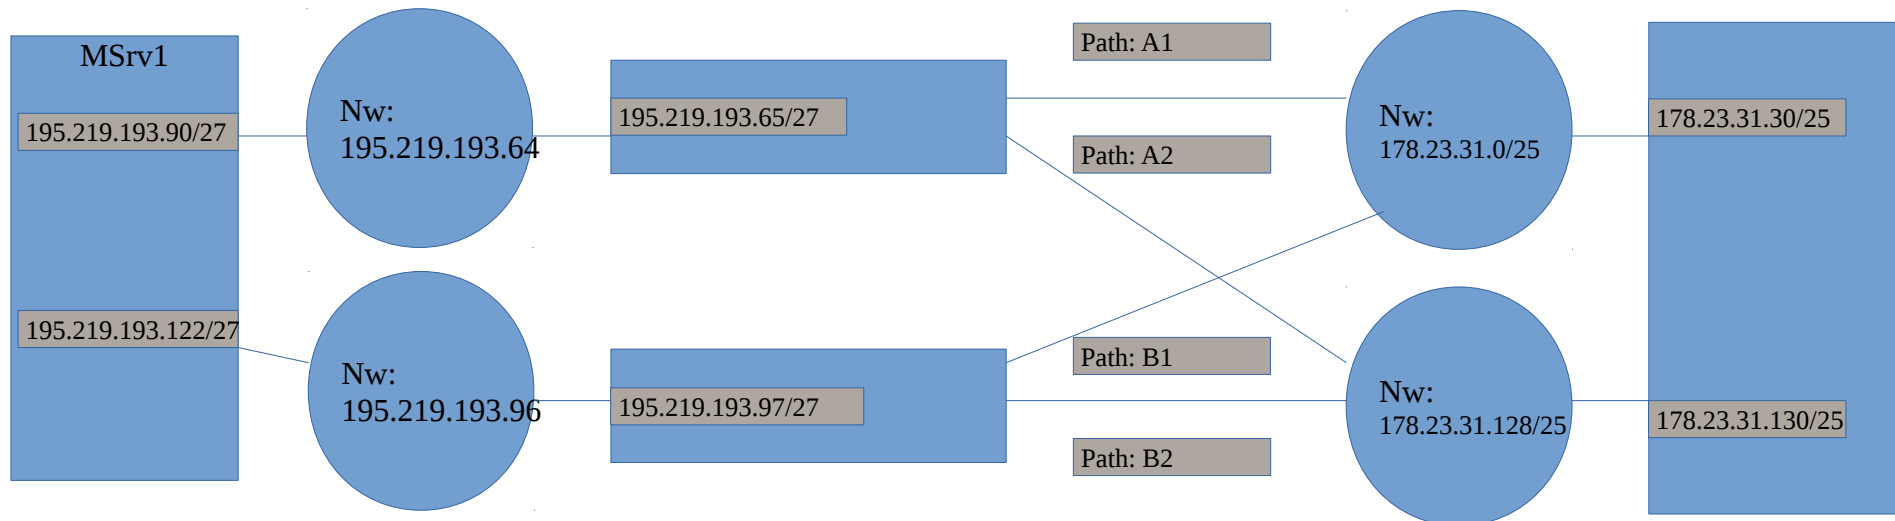 MSrv1
195.219.193.90/27
195.219.193.122/27
Nw:
195.219.193.64
Nw:
195.219.193.96
195.219.193.65/27
195.219.193.97/27
Path: A1
Path: A2
Path: B1
Path: B2
Nw:
178.23.31.0/25
Nw:
178.23.31.128/25
178.23.31.30/25
178.23.31.130/25